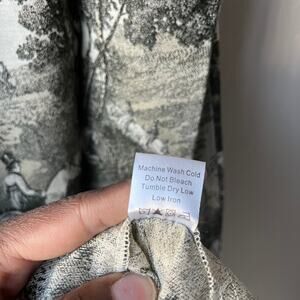 Machine Wash Cold
Do Not Bleach
Tumble Dry Low
Low Iron